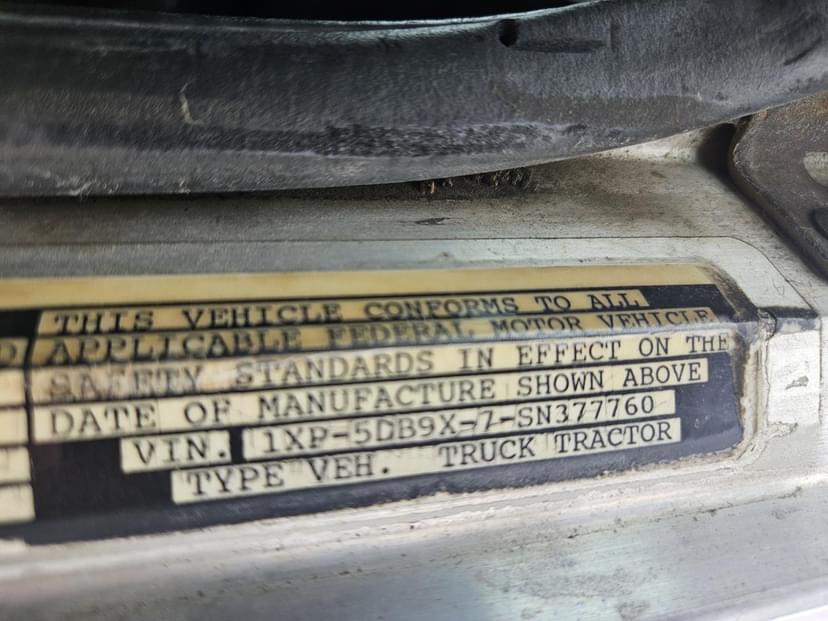 THIS VEHICLE CONFORMS TO ALL
D APPLICABLE FEDERAL MOTOR VEHICLE
SAFETY STANDARDS IN EFFECT ON THE
DATE OF MANUFACTURE SHOWN ABOVE
VIN. 1XP-5DB9X-7-SN377760
TYPE VEH. TRUCK TRACTOR